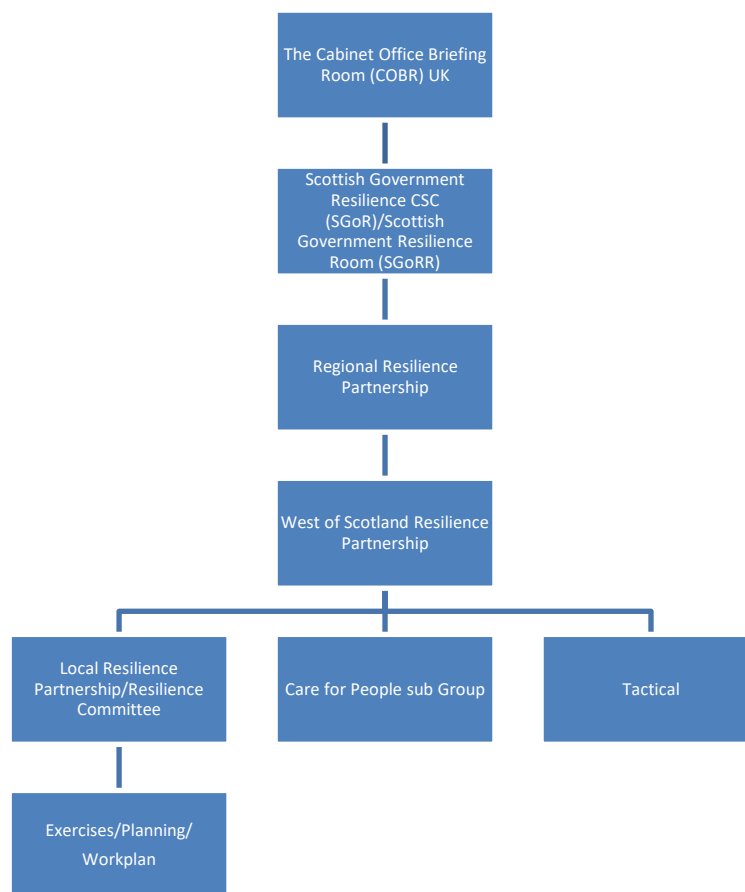 The Cabinet Office Briefing
Room (COBR) UK
Scottish Government
Resilience CSC
(SGoR)/Scottish
Government Resilience
Room (SGoRR)
Regional Resilience
Partnership
West of Scotland Resilience
Partnership
Local Resilience
Partnership/Resilience
Committee
Care for People sub Group
Tactical
Exercises/Planning/
Workplan